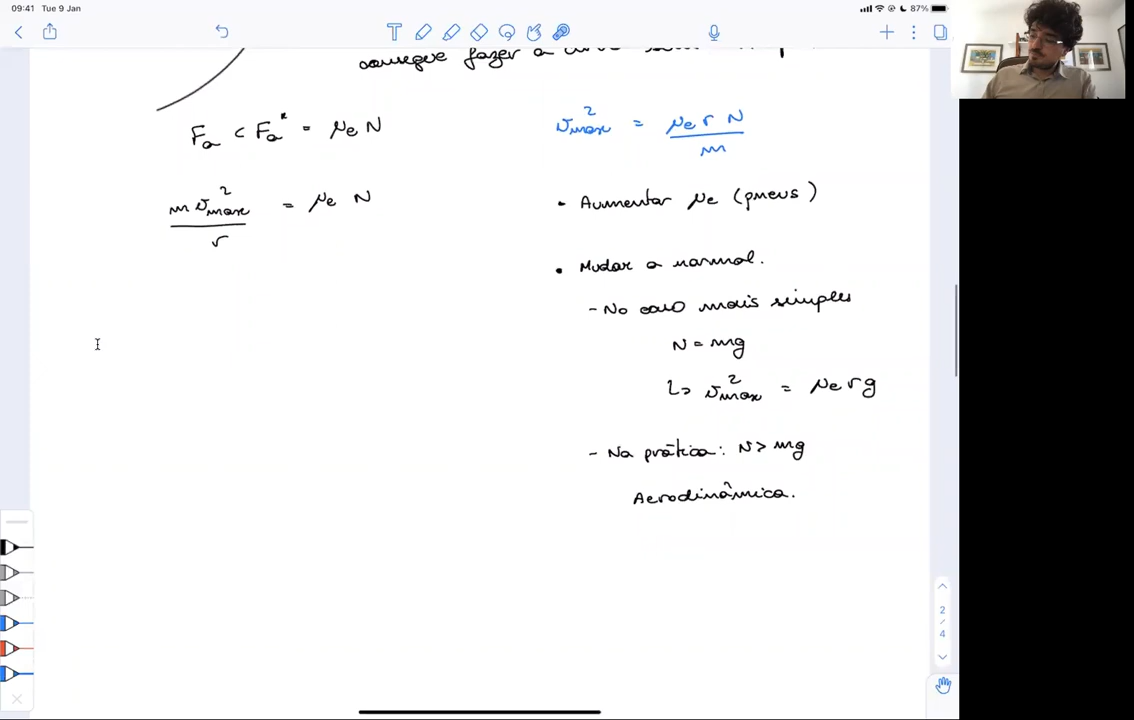 09:41 Tue 9 Jan
87%
consegue fazer a curva
Fa < Fa* = μe N
m v²max / r = μe N
v²max = μe r N / m
• Aumentar μe (pneus)
• Mudar a normal.
- No caso mais simples
N = mg
L> v²max = μe r g
- Na prática: N > mg
Aerodinâmica.
2
/
4